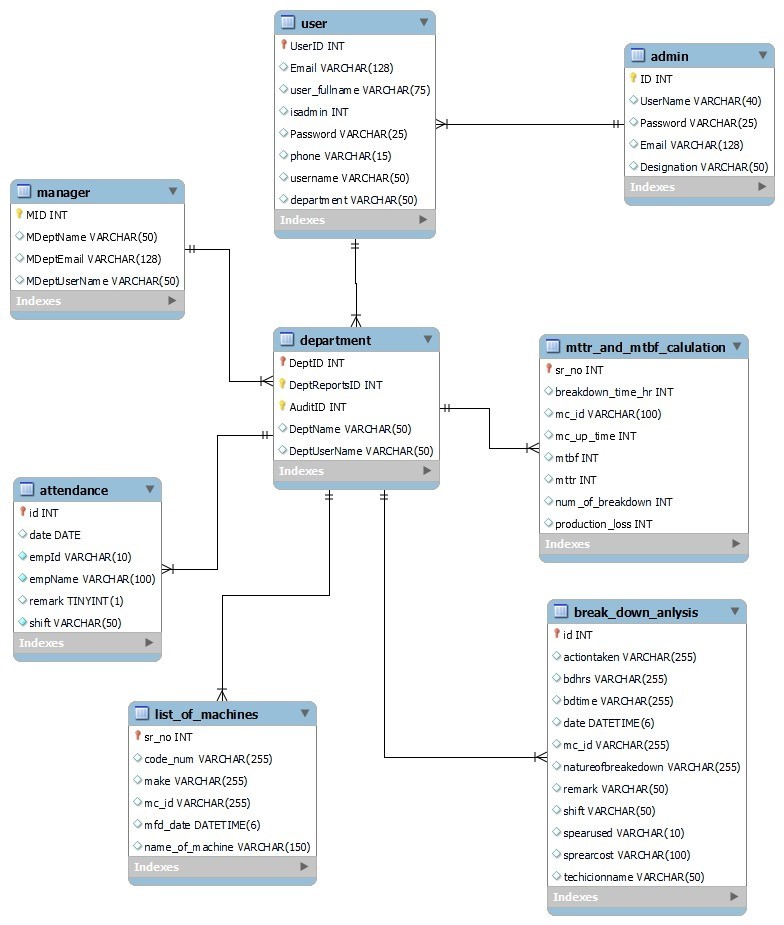 user
UserID INT
Email VARCHAR(128)
user_fullname VARCHAR(75)
isadmin INT
Password VARCHAR(25)
phone VARCHAR(15)
username VARCHAR(50)
department VARCHAR(50)
Indexes
admin
ID INT
UserName VARCHAR(40)
Password VARCHAR(25)
Email VARCHAR(128)
Designation VARCHAR(50)
Indexes
manager
MID INT
MDeptName VARCHAR(50)
MDeptEmail VARCHAR(128)
MDeptUserName VARCHAR(50)
Indexes
department
DeptID INT
DeptReportsID INT
AuditID INT
DeptName VARCHAR(50)
DeptUserName VARCHAR(50)
Indexes
mttr_and_mtbf_calulation
sr_no INT
breakdown_time_hr INT
mc_id VARCHAR(100)
mc_up_time INT
mtbf INT
mttr INT
num_of_breakdown INT
production_loss INT
Indexes
attendance
id INT
date DATE
empId VARCHAR(10)
empName VARCHAR(100)
remark TINYINT(1)
shift VARCHAR(50)
Indexes
break_down_anlysis
id INT
actiontaken VARCHAR(255)
bdhrs VARCHAR(255)
bdtime VARCHAR(255)
date DATETIME(6)
mc_id VARCHAR(255)
natureofbreakedown VARCHAR(255)
remark VARCHAR(50)
shift VARCHAR(50)
spearused VARCHAR(10)
sprearcost VARCHAR(100)
techicionname VARCHAR(50)
Indexes
list_of_machines
sr_no INT
code_num VARCHAR(255)
make VARCHAR(255)
mc_id VARCHAR(255)
mfd_date DATETIME(6)
name_of_machine VARCHAR(150)
Indexes